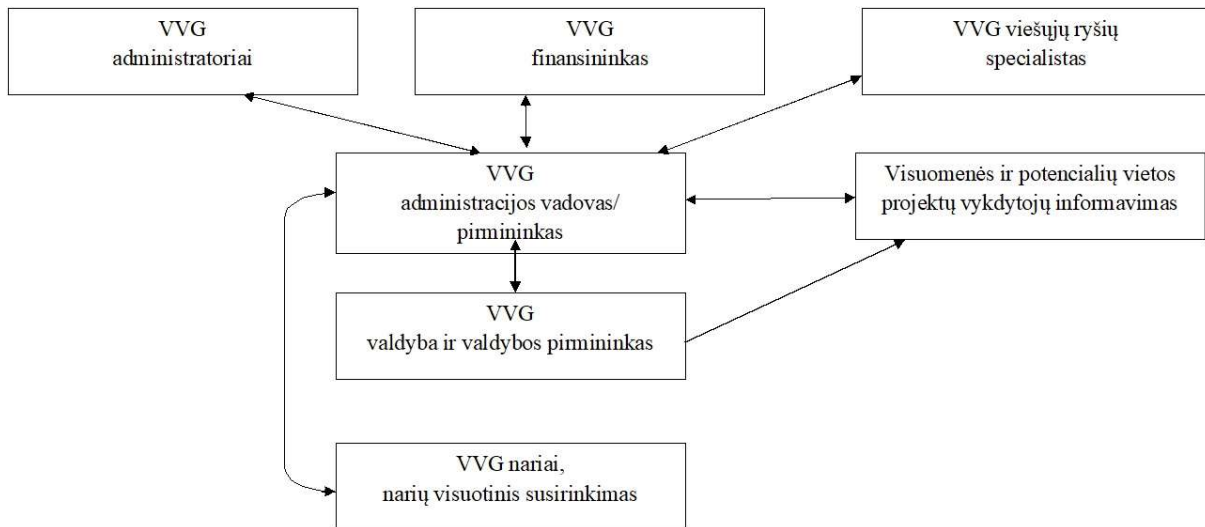 VVG
administratoriai
VVG
finansininkas
VVG viešųjų ryšių
specialistas
VVG
administracijos vadovas/
pirmininkas
Visuomenės ir potencialių vietos
projektų vykdytojų informavimas
VVG
valdyba ir valdybos pirmininkas
VVG nariai,
narių visuotinis susirinkimas